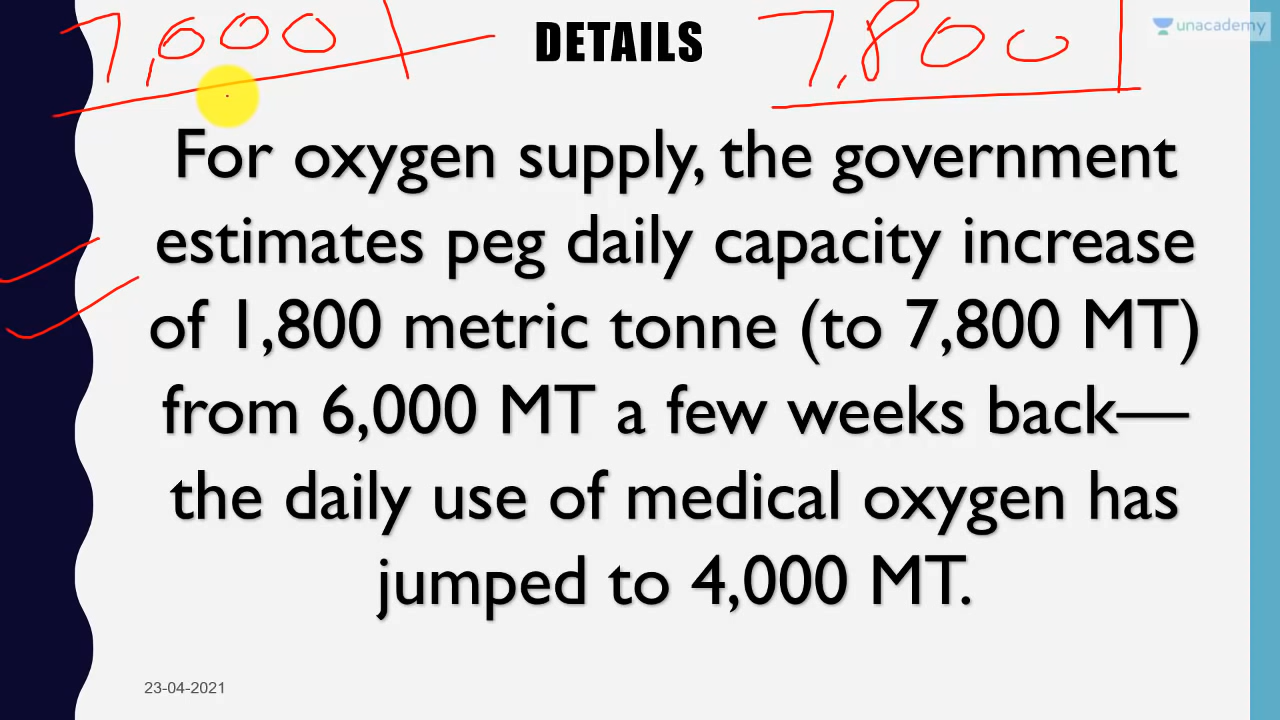 7,000
DETAILS
7,800
unacademy
For oxygen supply, the government
estimates peg daily capacity increase
of 1,800 metric tonne (to 7,800 MT)
from 6,000 MT a few weeks back—
the daily use of medical oxygen has
jumped to 4,000 MT.
23-04-2021